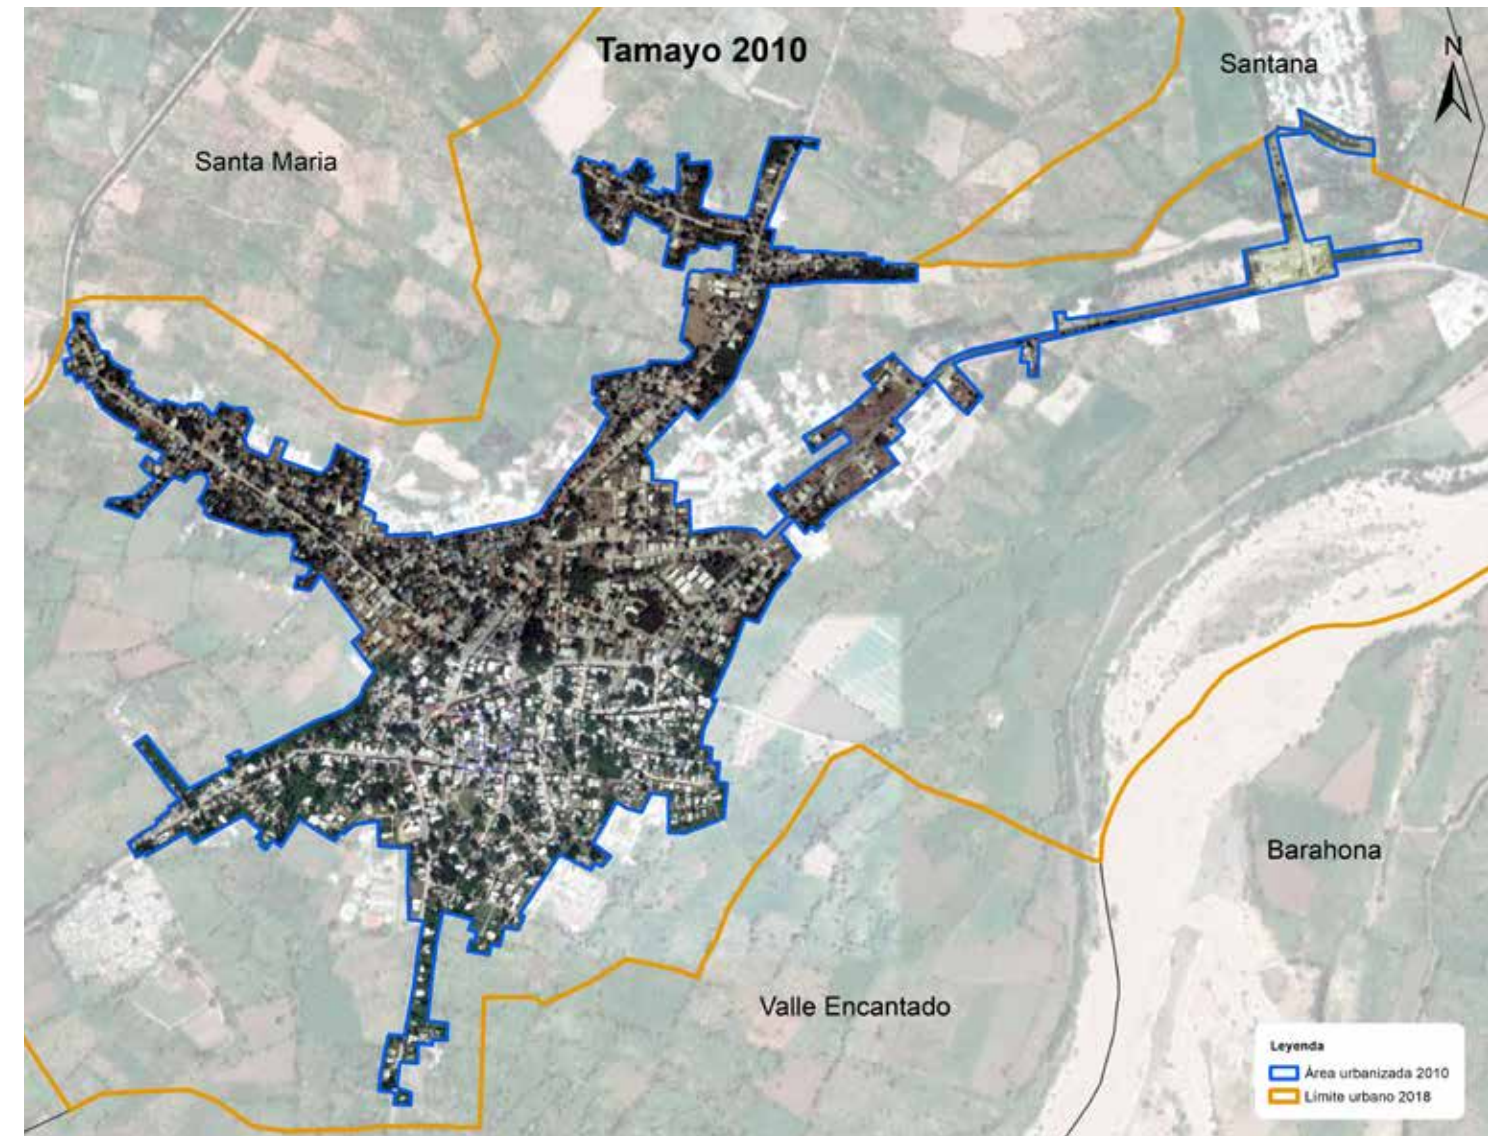 Tamayo 2010
Santana
N
Santa Maria
Barahona
Valle Encantado
Leyenda
Área urbanizada 2010
Límite urbano 2018